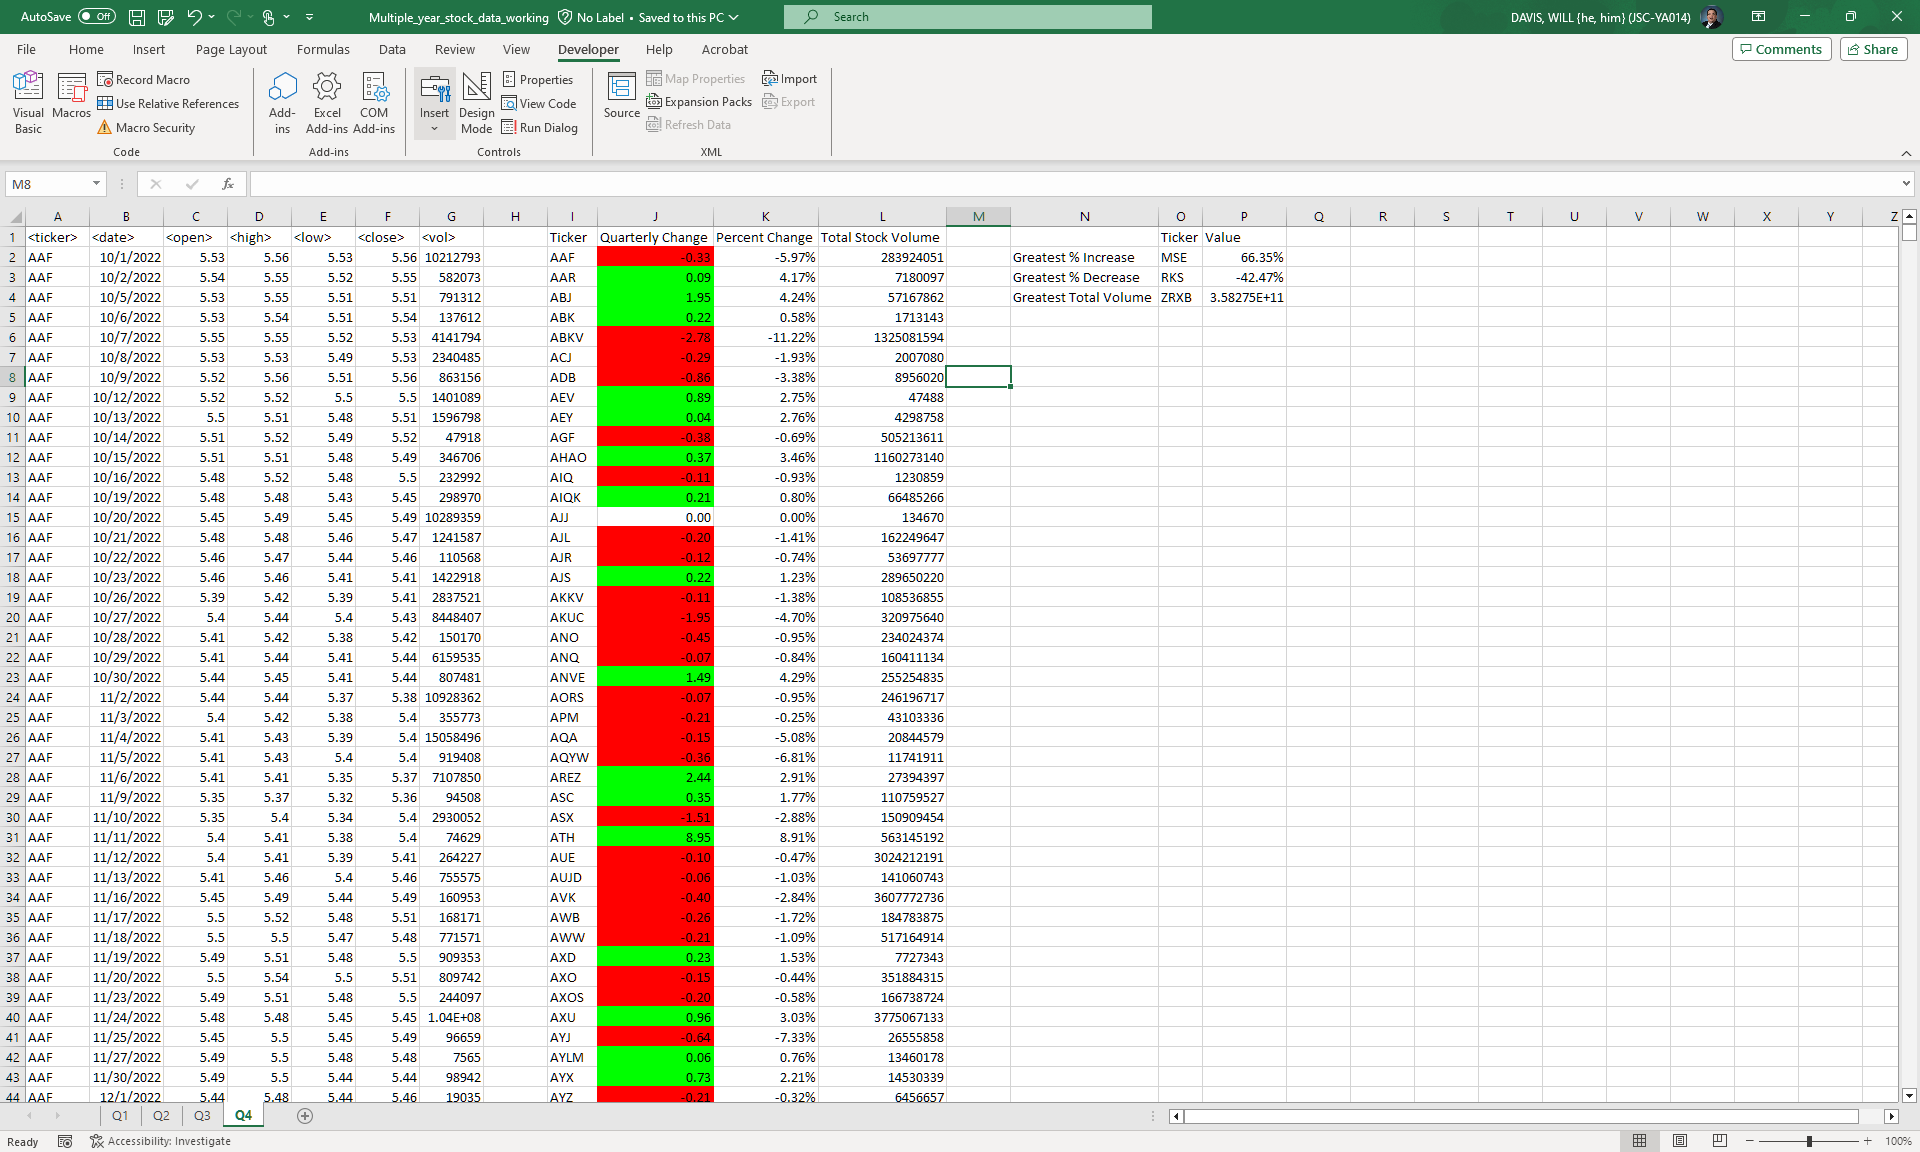 AutoSave Off Multiple_year_stock_data_working No Label • Saved to this PC Search DAVIS, WILL {he, him} (JSC-YA014)
File Home Insert Page Layout Formulas Data Review View Developer Help Acrobat Comments Share
Visual Basic Macros Record Macro Use Relative References Macro Security Add-ins Excel Add-ins COM Add-ins Insert Design Mode Properties View Code Run Dialog Source Map Properties Expansion Packs Refresh Data Import Export
Code Add-ins Controls XML
M8 fx
A B C D E F G H I J K L M N O P Q R S T U V W X Y Z
1 <ticker> <date> <open> <high> <low> <close> <vol> Ticker Quarterly Change Percent Change Total Stock Volume Ticker Value
2 AAF 10/1/2022 5.53 5.56 5.53 5.56 10212793 AAF -0.33 -5.97% 283924051 Greatest % Increase MSE 66.35%
3 AAF 10/2/2022 5.54 5.55 5.52 5.55 582073 AAR 0.09 4.17% 7180097 Greatest % Decrease RKS -42.47%
4 AAF 10/5/2022 5.53 5.55 5.51 5.51 791312 ABJ 1.95 4.24% 57167862 Greatest Total Volume ZRXB 3.58275E+11
5 AAF 10/6/2022 5.53 5.54 5.51 5.54 137612 ABK 0.22 0.58% 1713143
6 AAF 10/7/2022 5.55 5.55 5.52 5.53 4141794 ABKV -2.78 -11.22% 1325081594
7 AAF 10/8/2022 5.53 5.53 5.49 5.53 2340485 ACJ -0.29 -1.93% 2007080
8 AAF 10/9/2022 5.52 5.56 5.51 5.56 863156 ADB -0.86 -3.38% 8956020
9 AAF 10/12/2022 5.52 5.52 5.5 5.5 1401089 AEV 0.89 2.75% 47488
10 AAF 10/13/2022 5.5 5.51 5.48 5.51 1596798 AEY 0.04 2.76% 4298758
11 AAF 10/14/2022 5.51 5.52 5.49 5.52 47918 AGF -0.38 -0.69% 505213611
12 AAF 10/15/2022 5.51 5.51 5.48 5.49 346706 AHAO 0.37 3.46% 1160273140
13 AAF 10/16/2022 5.48 5.52 5.48 5.5 232992 AIQ -0.11 -0.93% 1230859
14 AAF 10/19/2022 5.48 5.48 5.43 5.45 298970 AIQK 0.21 0.80% 66485266
15 AAF 10/20/2022 5.45 5.49 5.45 5.49 10289359 AJJ 0.00 0.00% 134670
16 AAF 10/21/2022 5.48 5.48 5.46 5.47 1241587 AJL -0.20 -1.41% 162249647
17 AAF 10/22/2022 5.46 5.47 5.44 5.46 110568 AJR -0.12 -0.74% 53697777
18 AAF 10/23/2022 5.46 5.46 5.41 5.41 1422918 AJS 0.22 1.23% 289650220
19 AAF 10/26/2022 5.39 5.42 5.39 5.41 2837521 AKKV -0.11 -1.38% 108536855
20 AAF 10/27/2022 5.4 5.44 5.4 5.43 8448407 AKUC -1.95 -4.70% 320975640
21 AAF 10/28/2022 5.41 5.42 5.38 5.42 150170 ANO -0.45 -0.95% 234024374
22 AAF 10/29/2022 5.41 5.44 5.41 5.44 6159535 ANQ -0.07 -0.84% 160411134
23 AAF 10/30/2022 5.44 5.45 5.41 5.44 807481 ANVE 1.49 4.29% 255254835
24 AAF 11/2/2022 5.44 5.44 5.37 5.38 10928362 AORS -0.07 -0.95% 246196717
25 AAF 11/3/2022 5.4 5.42 5.38 5.4 355773 APM -0.21 -0.25% 43103336
26 AAF 11/4/2022 5.41 5.43 5.39 5.4 15058496 AQA -0.15 -5.08% 20844579
27 AAF 11/5/2022 5.41 5.43 5.4 5.4 919408 AQYW -0.36 -6.81% 11741911
28 AAF 11/6/2022 5.41 5.41 5.35 5.37 7107850 AREZ 2.44 2.91% 27394397
29 AAF 11/9/2022 5.35 5.37 5.32 5.36 94508 ASC 0.35 1.77% 110759527
30 AAF 11/10/2022 5.35 5.4 5.34 5.4 2930052 ASX -1.51 -2.88% 150909454
31 AAF 11/11/2022 5.4 5.41 5.38 5.4 74629 ATH 8.95 8.91% 563145192
32 AAF 11/12/2022 5.4 5.41 5.39 5.41 264227 AUE -0.10 -0.47% 3024212191
33 AAF 11/13/2022 5.41 5.46 5.4 5.46 755575 AUJD -0.06 -1.03% 141060743
34 AAF 11/16/2022 5.45 5.49 5.44 5.49 160953 AVK -0.40 -2.84% 3607772736
35 AAF 11/17/2022 5.5 5.52 5.48 5.51 168171 AWB -0.26 -1.72% 184783875
36 AAF 11/18/2022 5.5 5.5 5.47 5.48 771571 AWW -0.21 -1.09% 517164914
37 AAF 11/19/2022 5.49 5.51 5.48 5.5 909353 AXD 0.23 1.53% 7727343
38 AAF 11/20/2022 5.5 5.54 5.5 5.51 809742 AXO -0.15 -0.44% 351884315
39 AAF 11/23/2022 5.49 5.51 5.48 5.5 244097 AXOS -0.20 -0.58% 166738724
40 AAF 11/24/2022 5.48 5.48 5.45 5.45 1.04E+08 AXU 0.96 3.03% 3775067133
41 AAF 11/25/2022 5.45 5.5 5.45 5.49 96659 AYJ -0.64 -7.33% 26555858
42 AAF 11/27/2022 5.49 5.5 5.48 5.48 7565 AYLM 0.06 0.76% 13460178
43 AAF 11/30/2022 5.49 5.5 5.44 5.44 98942 AYX 0.73 2.21% 14530339
44 AAF 12/1/2022 5.44 5.48 5.44 5.46 19035 AYZ -0.21 -0.32% 6456657
Q1 Q2 Q3 Q4
Ready Accessibility: Investigate 100%